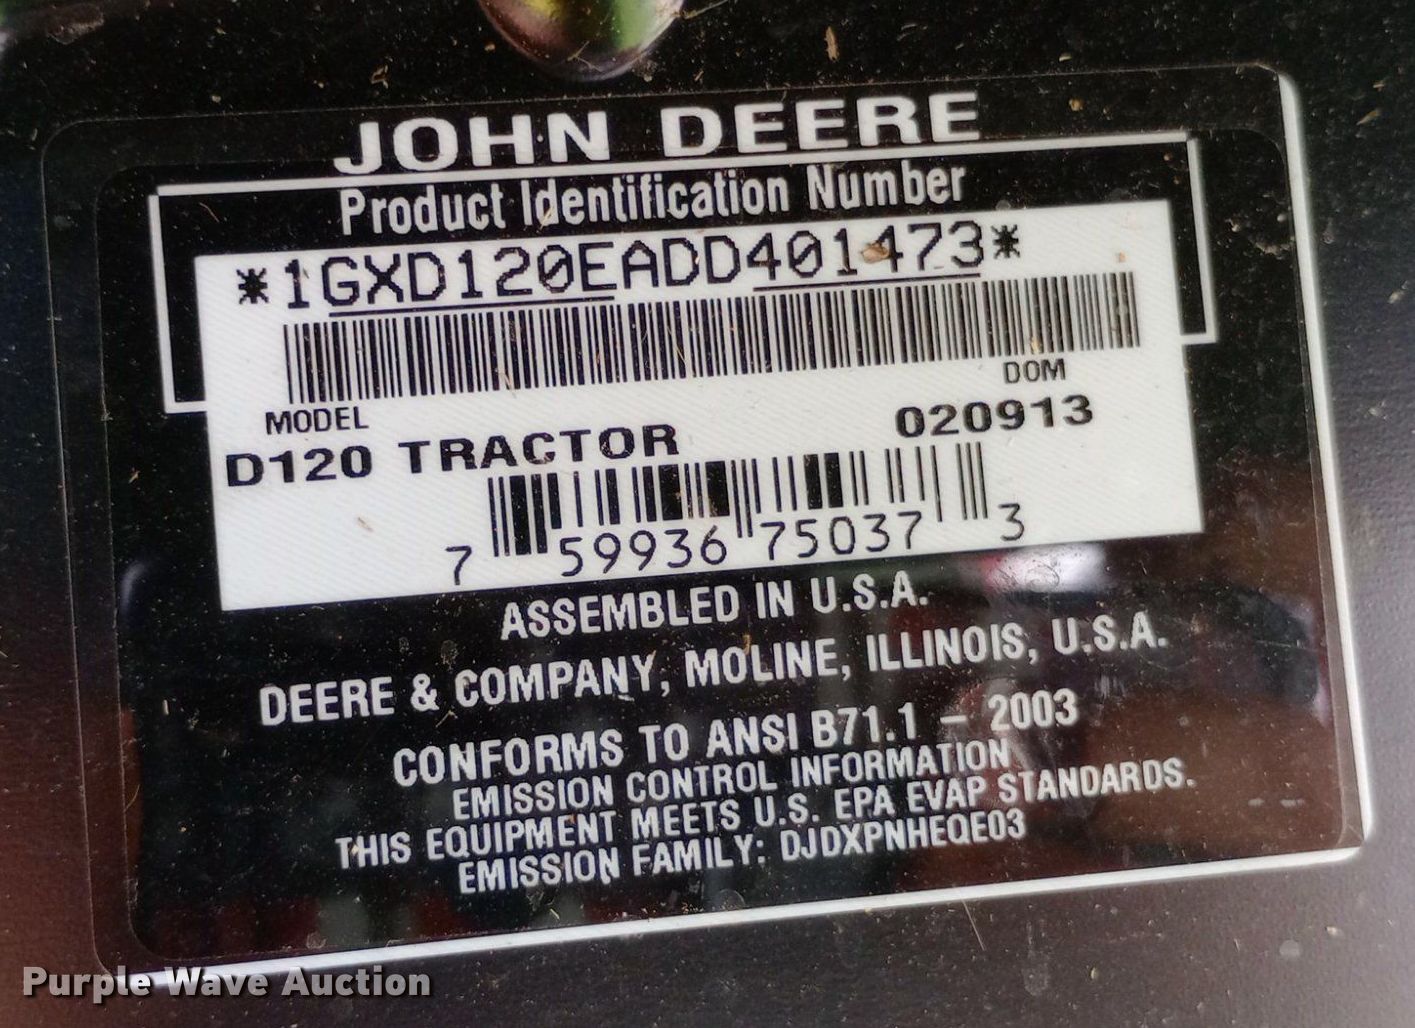 JOHN DEERE
Product Identification Number
*1GXD120EADD401473*
DOM
MODEL
020913
D120 TRACTOR
7 59936 75037 3
ASSEMBLED IN U.S.A.
DEERE & COMPANY, MOLINE, ILLINOIS, U.S.A.
CONFORMS TO ANSI B71.1 – 2003
EMISSION CONTROL INFORMATION
THIS EQUIPMENT MEETS U.S. EPA EVAP STANDARDS.
EMISSION FAMILY: DJDXPNHEQE03
Purple Wave Auction